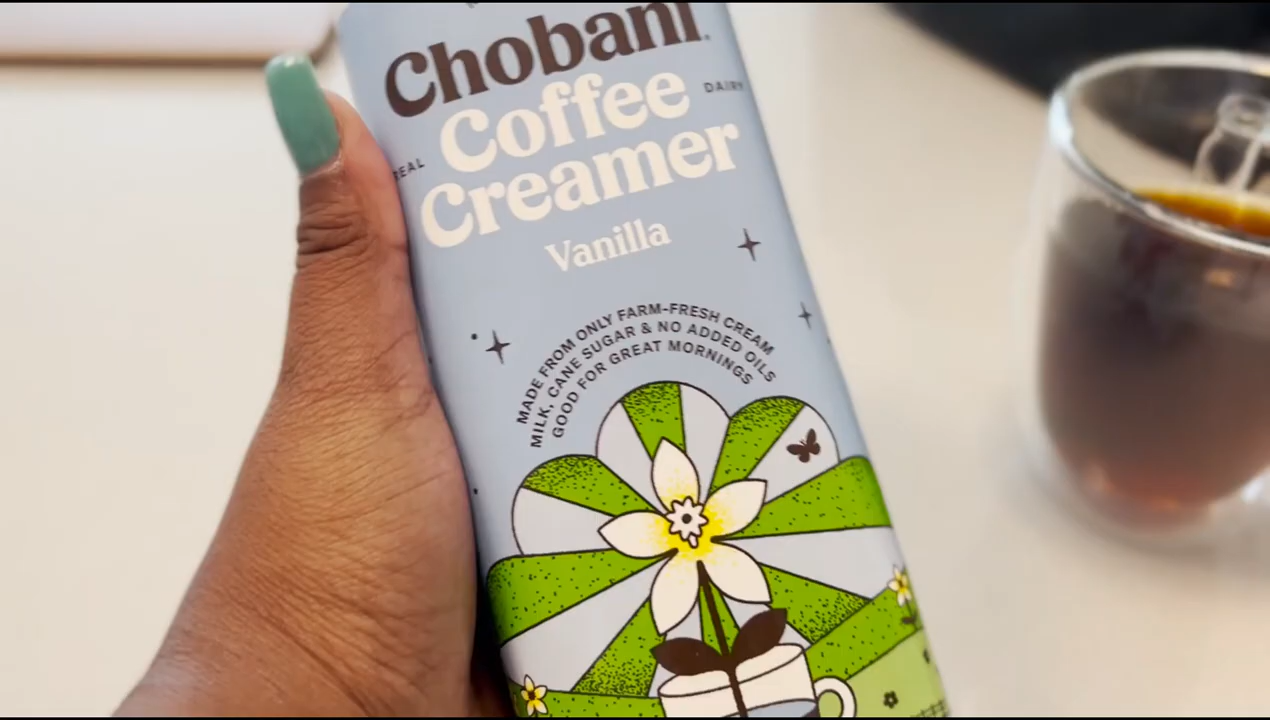 Chobani.
Coffee
DAIRY
REAL
Creamer
Vanilla
MADE FROM ONLY FARM-FRESH CREAM
MILK, CANE SUGAR & NO ADDED OILS
GOOD FOR GREAT MORNINGS